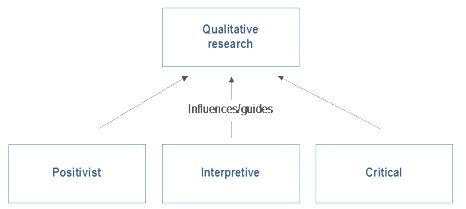 Qualitative
research
Influences/guides
Positivist
Interpretive
Critical